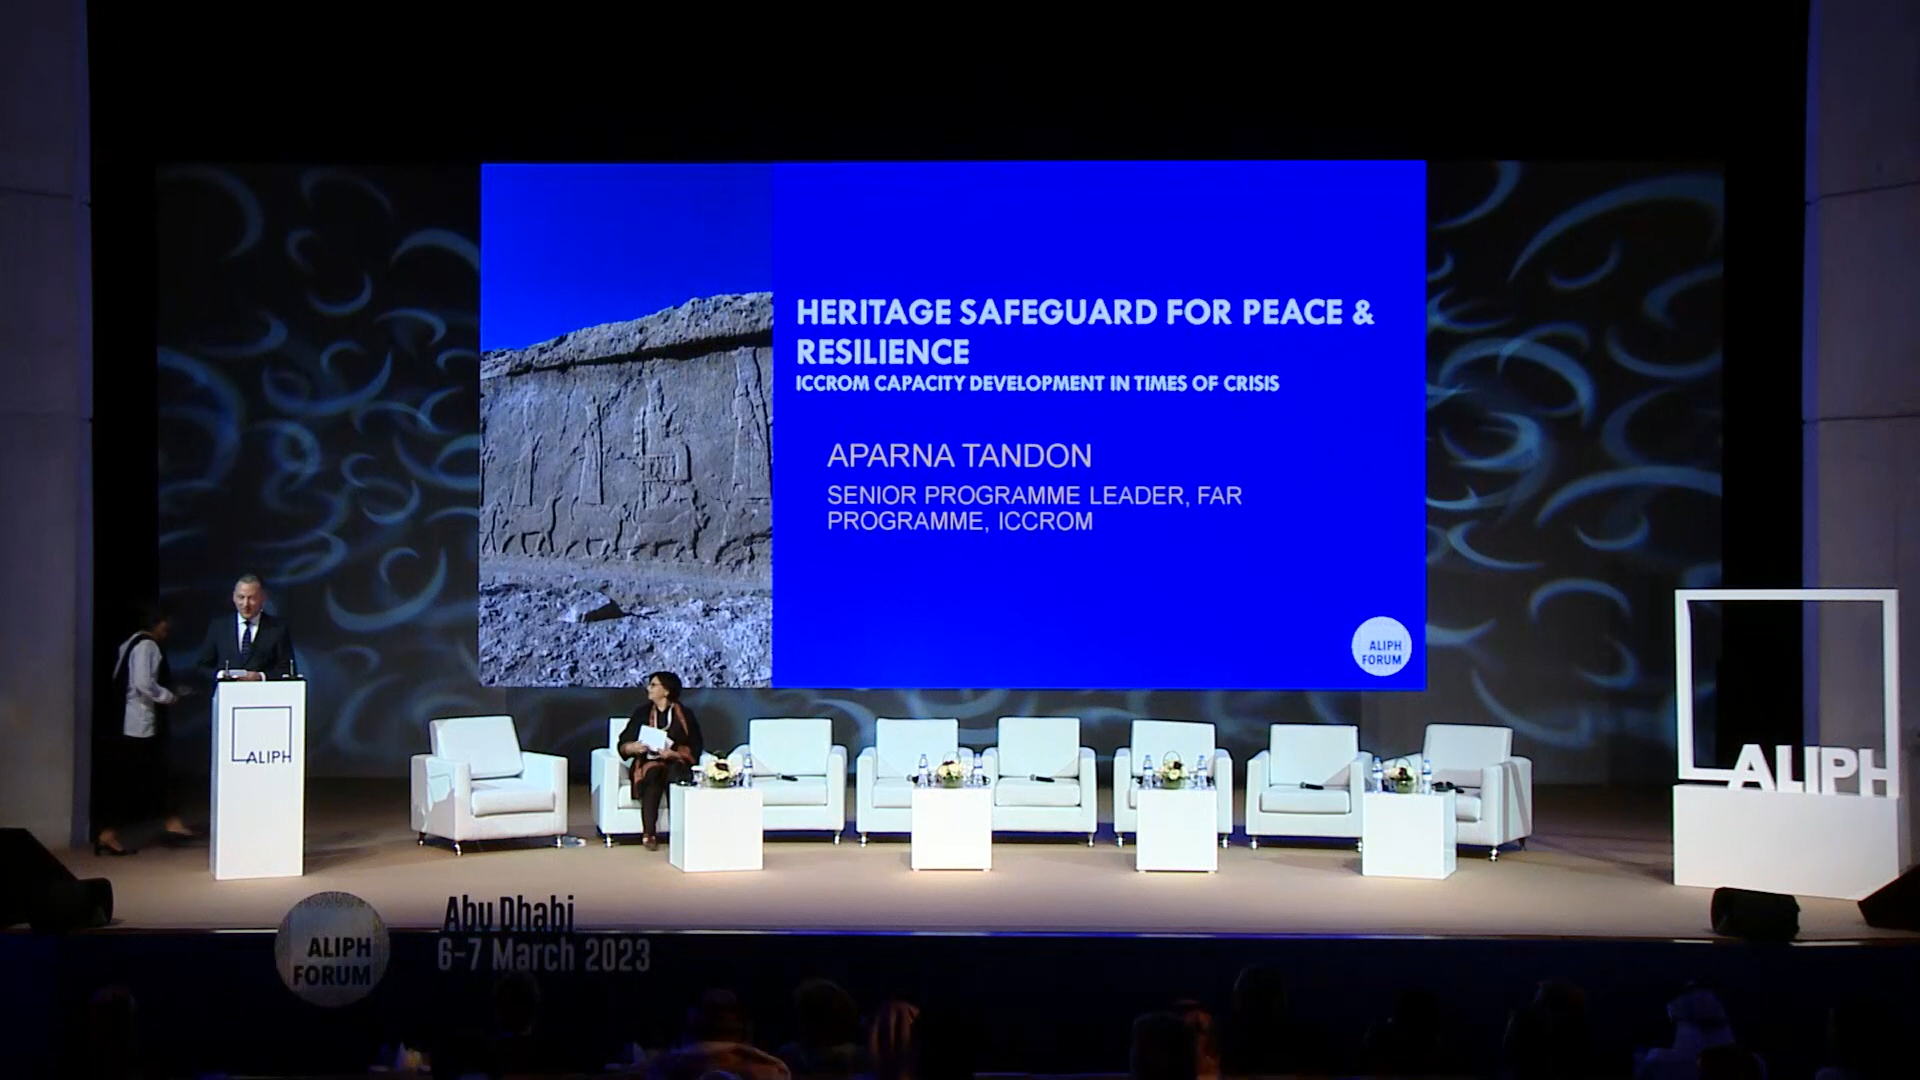 HERITAGE SAFEGUARD FOR PEACE &
RESILIENCE
ICCROM CAPACITY DEVELOPMENT IN TIMES OF CRISIS
APARNA TANDON
SENIOR PROGRAMME LEADER, FAR
PROGRAMME, ICCROM
ALIPH
FORUM
ALIPH
ALIPH
ALIPH
FORUM
Abu Dhabi
6-7 March 2023